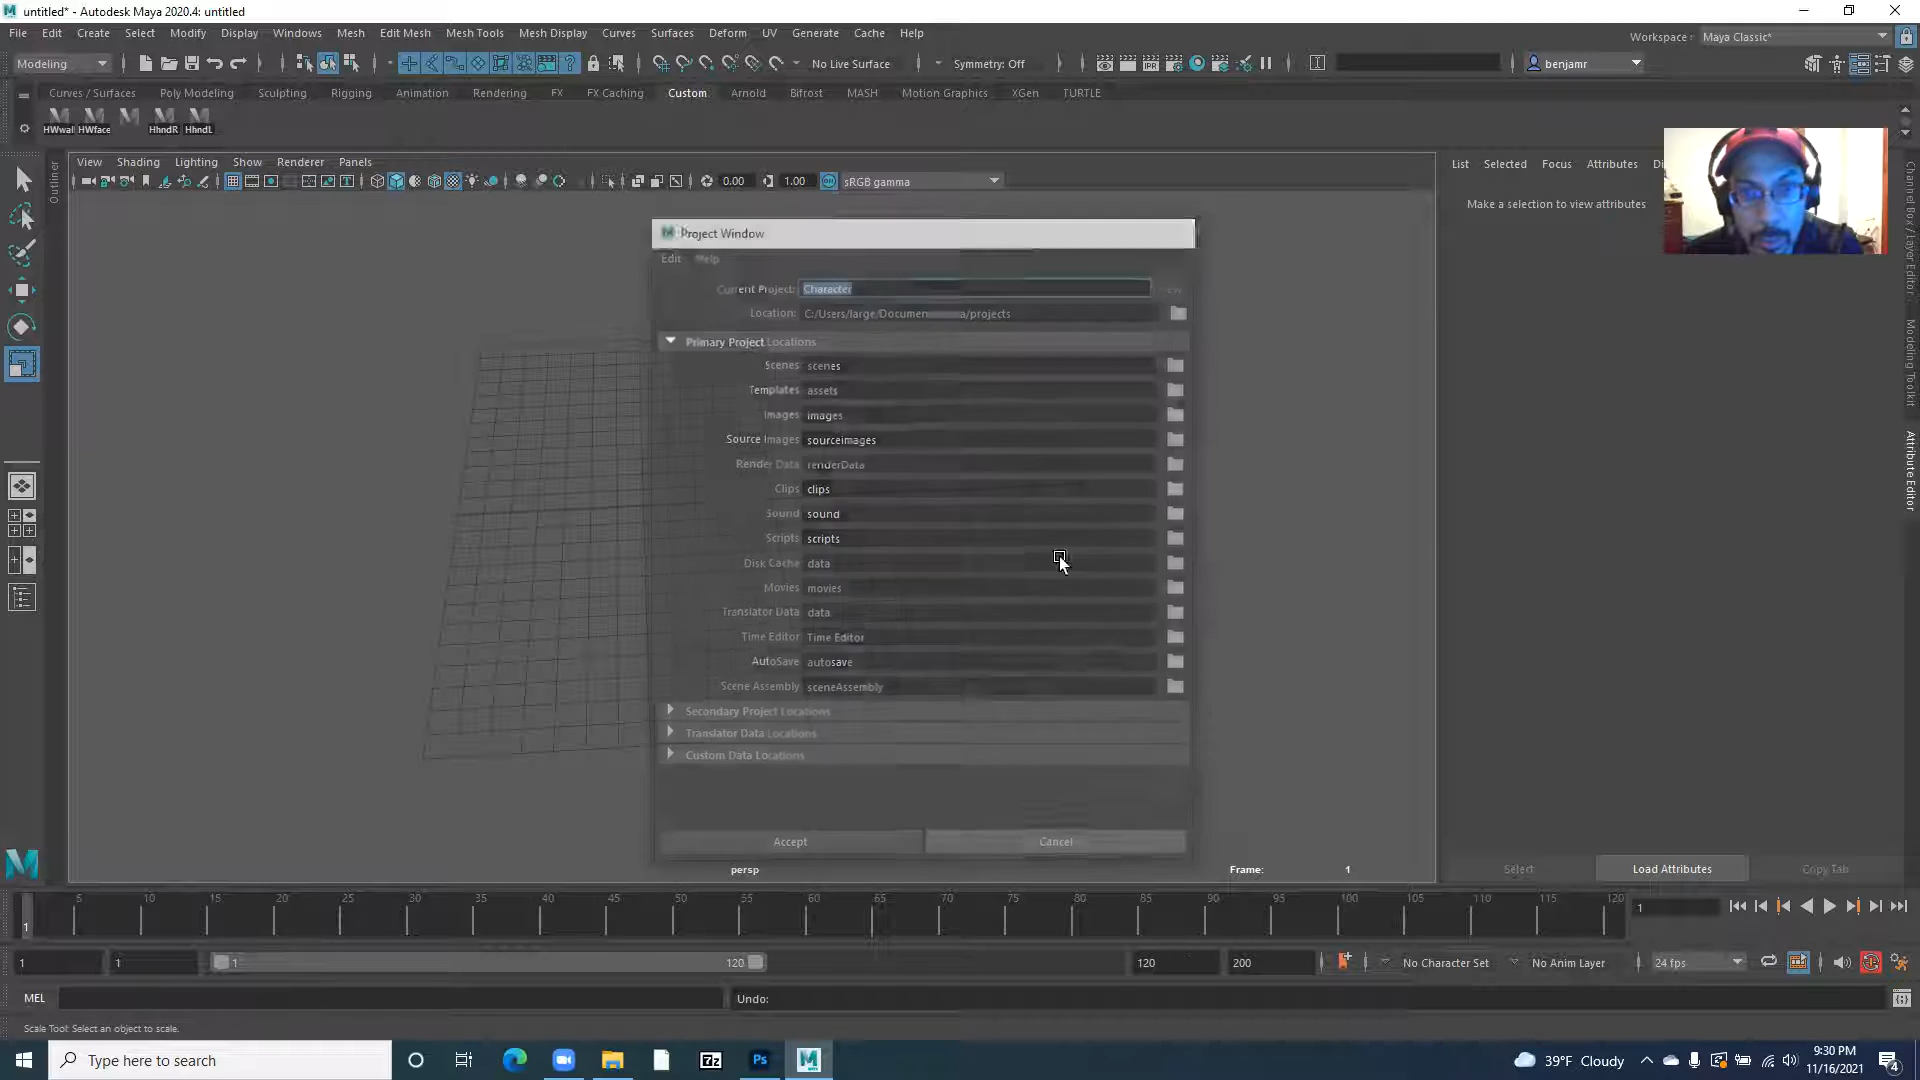 untitled* - Autodesk Maya 2020.4: untitled
File Edit Create Select Modify Display Windows Mesh Edit Mesh Mesh Tools Mesh Display Curves Surfaces Deform UV Generate Cache Help
Workspace : Maya Classic*
Modeling No Live Surface Symmetry: Off benjamr
Curves / Surfaces Poly Modeling Sculpting Rigging Animation Rendering FX FX Caching Custom Arnold Bifrost MASH Motion Graphics XGen TURTLE
HWwal HWface HhndR HhndL
View Shading Lighting Show Renderer Panels
0.00 1.00 sRGB gamma
Outliner
List Selected Focus Attributes
Make a selection to view attributes
Channel Box / Layer Editor
Modeling Toolkit
Attribute Editor
Project Window
Edit Help
Current Project: Character
Location: C:/Users/large/Documen a/projects
Primary Project Locations
Scenes scenes
Templates assets
Images images
Source Images sourceimages
Render Data renderData
Clips clips
Sound sound
Scripts scripts
Disk Cache data
Movies movies
Translator Data data
Time Editor Time Editor
AutoSave autosave
Scene Assembly sceneAssembly
Secondary Project Locations
Translator Data Locations
Custom Data Locations
Accept Cancel
persp Frame: 1
Select Load Attributes Copy Tab
5 10 15 20 25 30 35 40 45 50 55 60 65 70 75 80 85 90 95 100 105 110 115 120
1 1
1 1 1 120 120 200 No Character Set No Anim Layer 24 fps
MEL Undo:
Scale Tool: Select an object to scale.
Type here to search
7z Ps M
39°F Cloudy
9:30 PM
11/16/2021
4